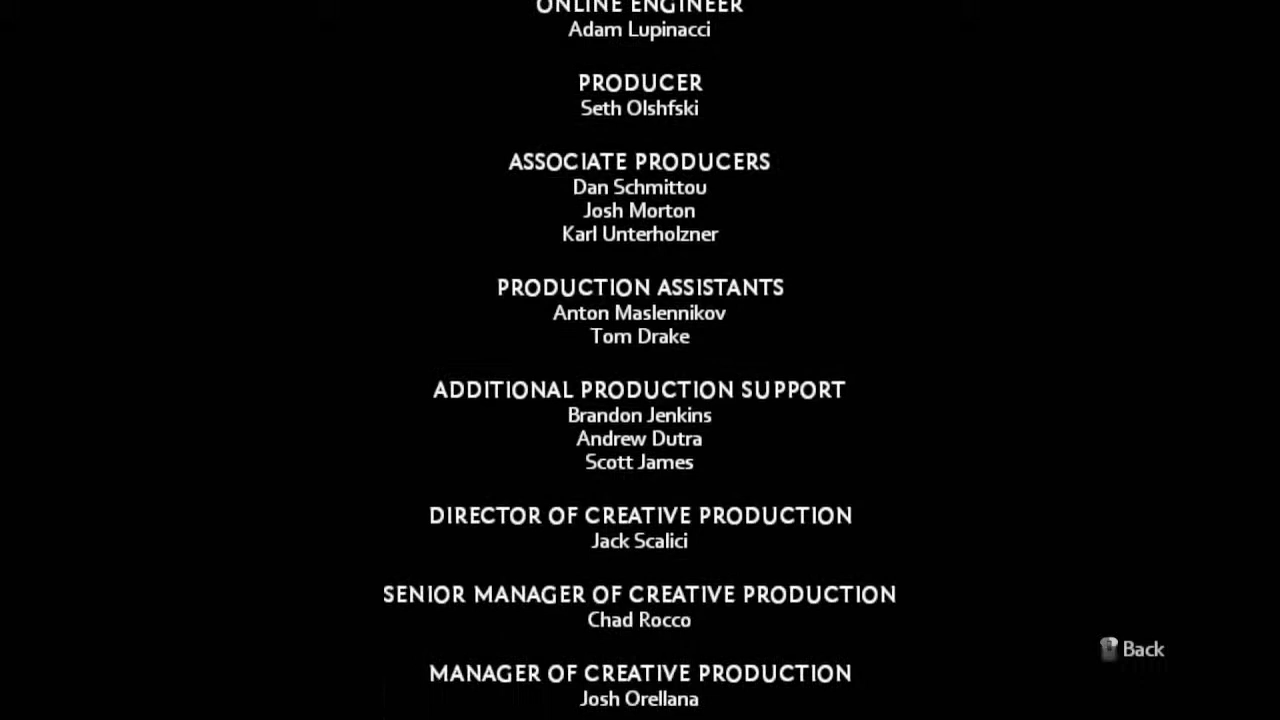 ONLINE ENGINEER
Adam Lupinacci
PRODUCER
Seth Olshfski
ASSOCIATE PRODUCERS
Dan Schmittou
Josh Morton
Karl Unterholzner
PRODUCTION ASSISTANTS
Anton Maslennikov
Tom Drake
ADDITIONAL PRODUCTION SUPPORT
Brandon Jenkins
Andrew Dutra
Scott James
DIRECTOR OF CREATIVE PRODUCTION
Jack Scalici
SENIOR MANAGER OF CREATIVE PRODUCTION
Chad Rocco
Back
MANAGER OF CREATIVE PRODUCTION
Josh Orellana